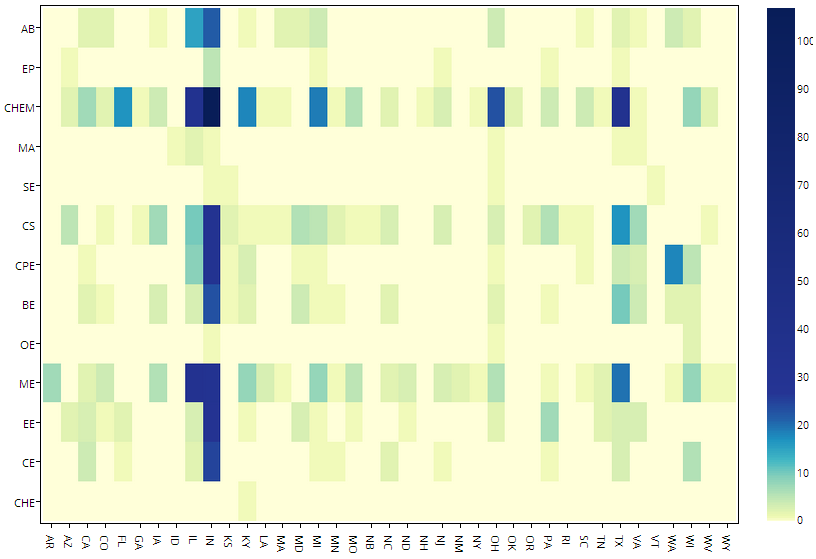 AB
EP
CHEM
MA
SE
CS
CPE
BE
OE
ME
EE
CE
CHE
AR AZ CA CO FL GA IA ID IL IN KS KY LA MA MD MI MN MO NB NC ND NH NJ NM NY OH OK OR PA RI SC TN TX VA VT WA WI WV WY
100
90
80
70
60
50
40
30
20
10
0